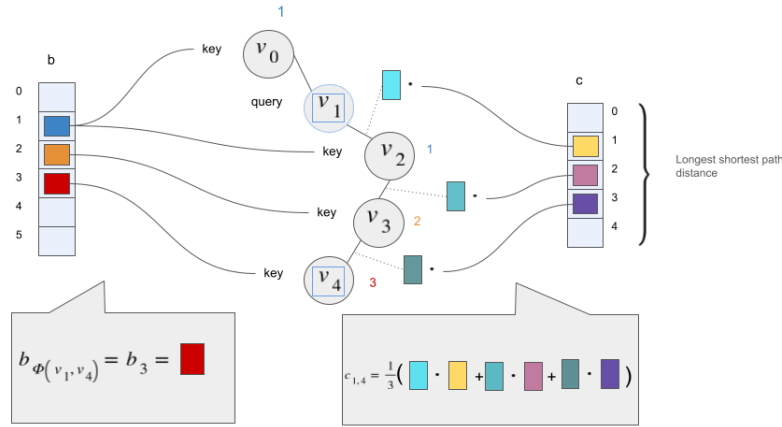 1
b
key
v0
c
0
query
v1
0
1
1
key
v2
1
2
2
3
key
v3
2
3
4
4
5
key
v4
3
Longest shortest path
distance
b_Φ(v1, v4) = b3 =
c1,4 = 1/3 ( · + · + · )